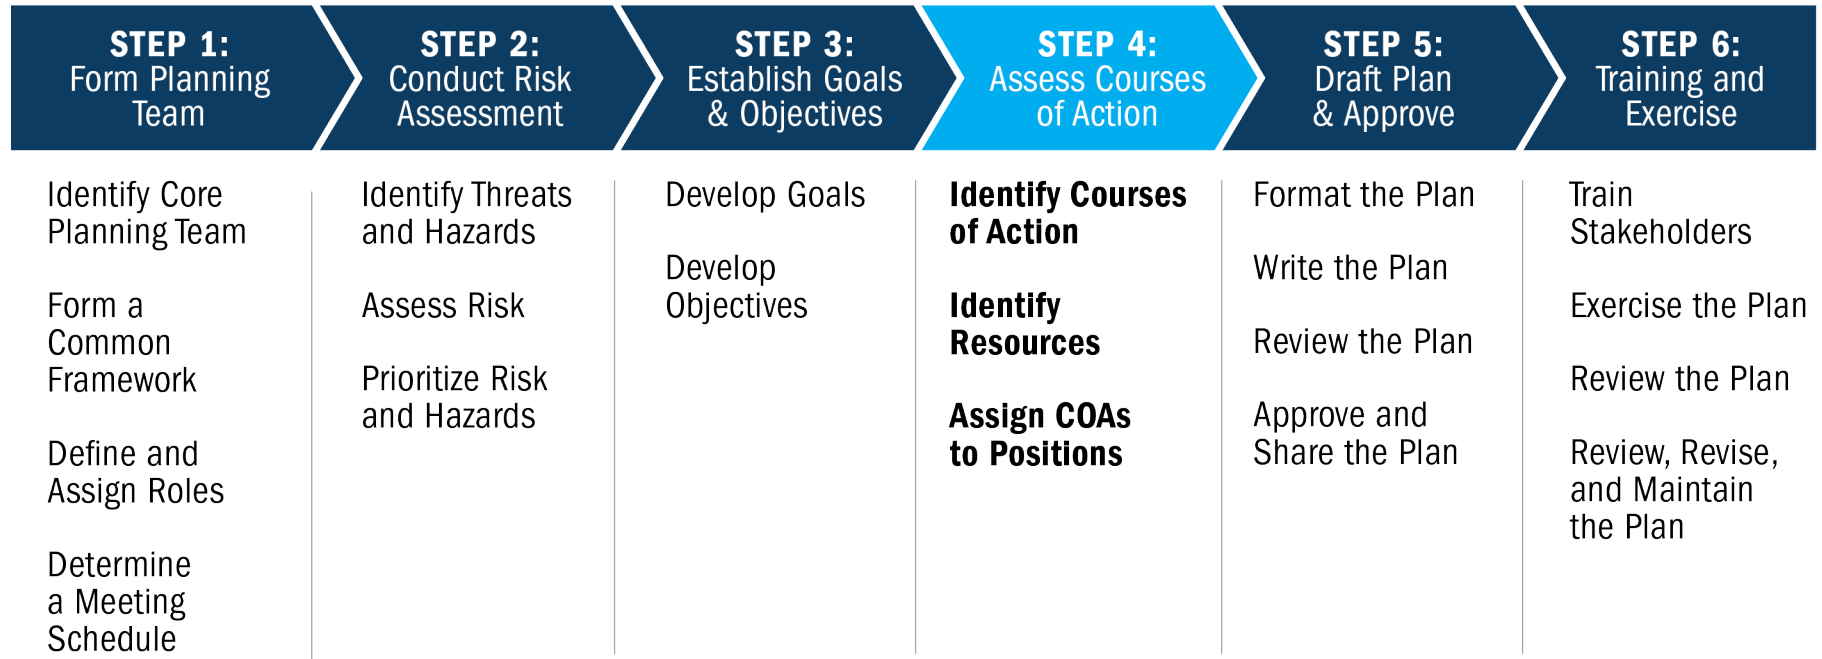 STEP 1:
Form Planning
Team
STEP 2:
Conduct Risk
Assessment
STEP 3:
Establish Goals
& Objectives
STEP 4:
Assess Courses
of Action
STEP 5:
Draft Plan
& Approve
STEP 6:
Training and
Exercise
Identify Core
Planning Team
Form a
Common
Framework
Define and
Assign Roles
Determine
a Meeting
Schedule
Identify Threats
and Hazards
Assess Risk
Prioritize Risk
and Hazards
Develop Goals
Develop
Objectives
Identify Courses
of Action
Identify
Resources
Assign COAs
to Positions
Format the Plan
Write the Plan
Review the Plan
Approve and
Share the Plan
Train
Stakeholders
Exercise the Plan
Review the Plan
Review, Revise,
and Maintain
the Plan